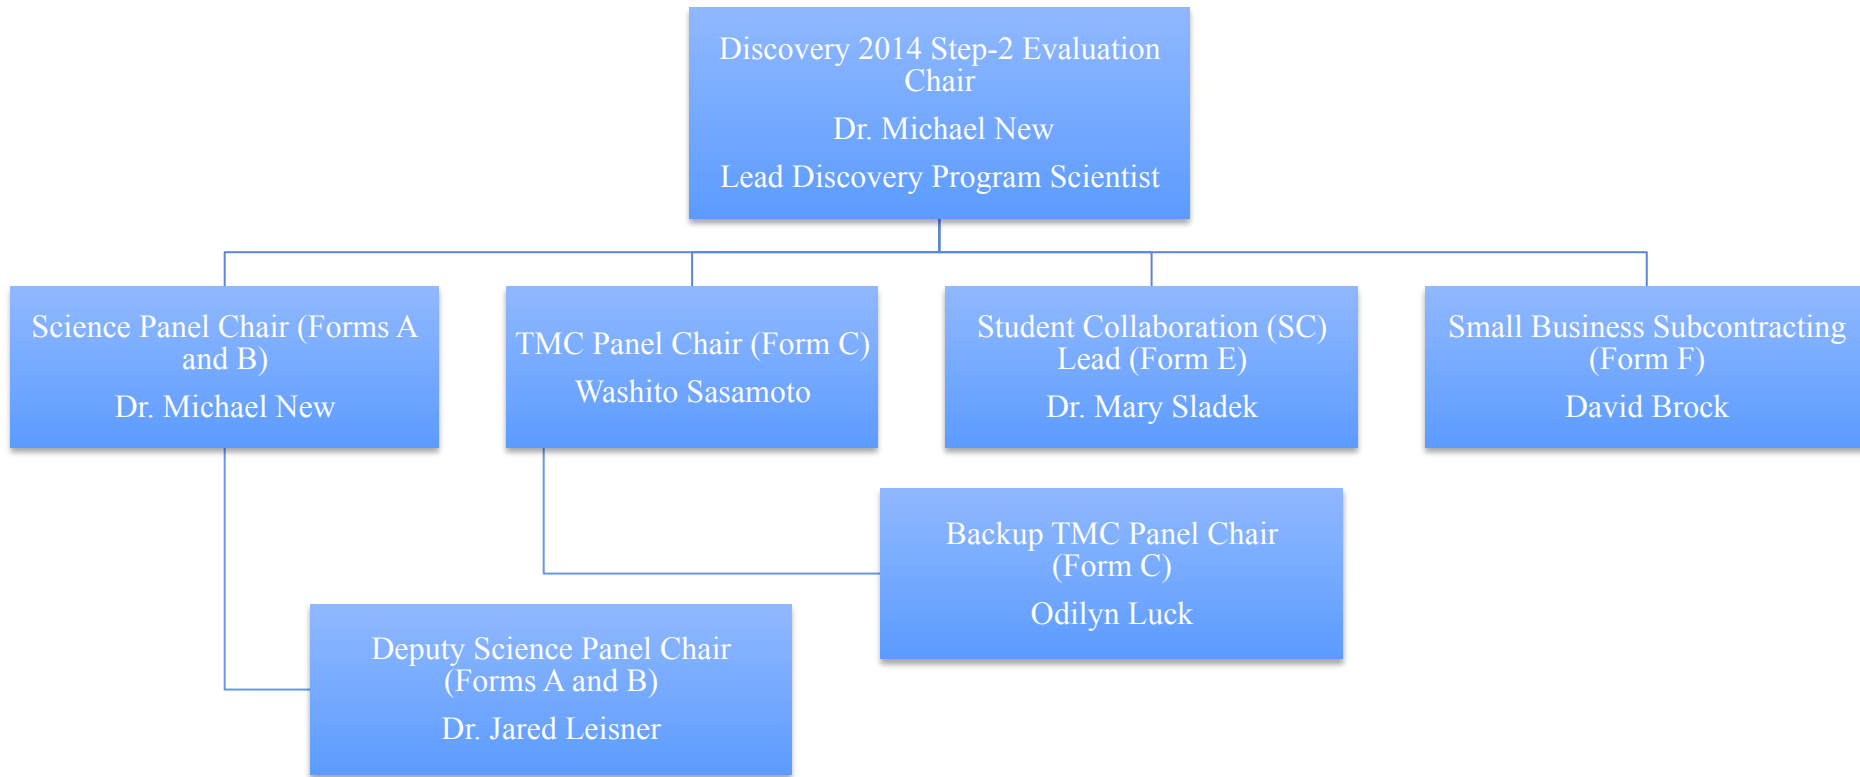 Discovery 2014 Step-2 Evaluation
Chair
Dr. Michael New
Lead Discovery Program Scientist
Science Panel Chair (Forms A
and B)
Dr. Michael New
TMC Panel Chair (Form C)
Washito Sasamoto
Student Collaboration (SC)
Lead (Form E)
Dr. Mary Sladek
Small Business Subcontracting
(Form F)
David Brock
Backup TMC Panel Chair
(Form C)
Odilyn Luck
Deputy Science Panel Chair
(Forms A and B)
Dr. Jared Leisner